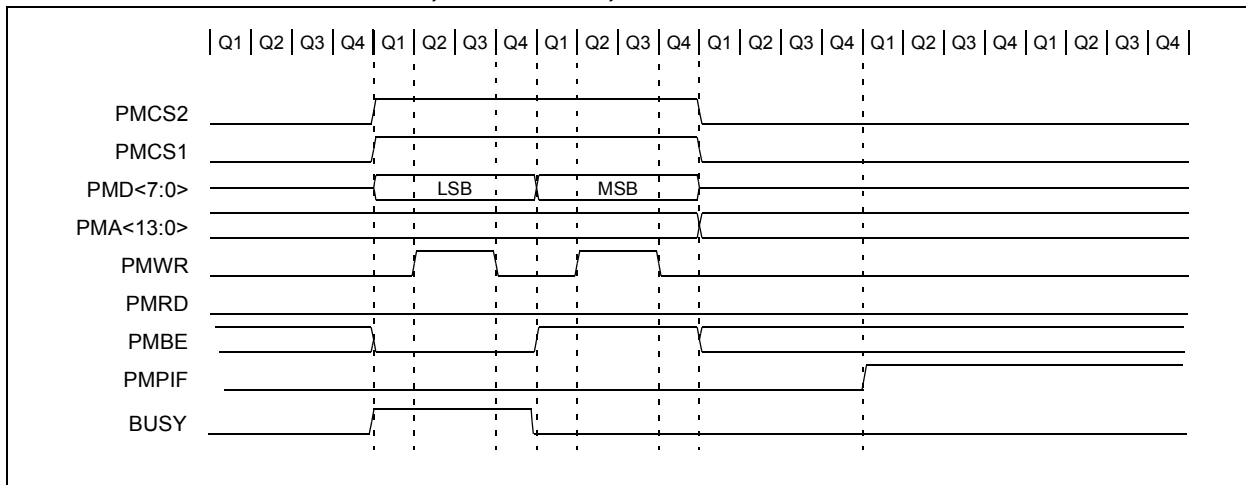 Q1 Q2 Q3 Q4 Q1 Q2 Q3 Q4 Q1 Q2 Q3 Q4 Q1 Q2 Q3 Q4 Q1 Q2 Q3 Q4 Q1 Q2 Q3 Q4
PMCS2
PMCS1
PMD<7:0> LSB MSB
PMA<13:0>
PMWR
PMRD
PMBE
PMPIF
BUSY